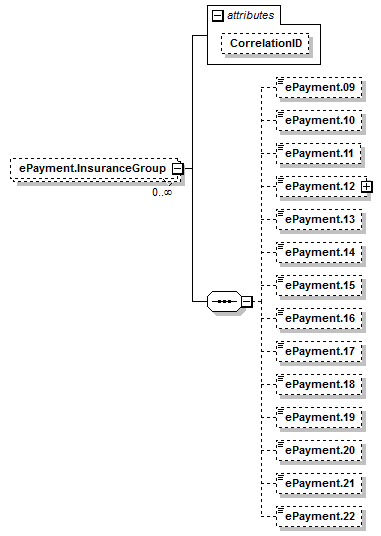 attributes
CorrelationID
ePayment.InsuranceGroup
0..∞
ePayment.09
ePayment.10
ePayment.11
ePayment.12
ePayment.13
ePayment.14
ePayment.15
ePayment.16
ePayment.17
ePayment.18
ePayment.19
ePayment.20
ePayment.21
ePayment.22